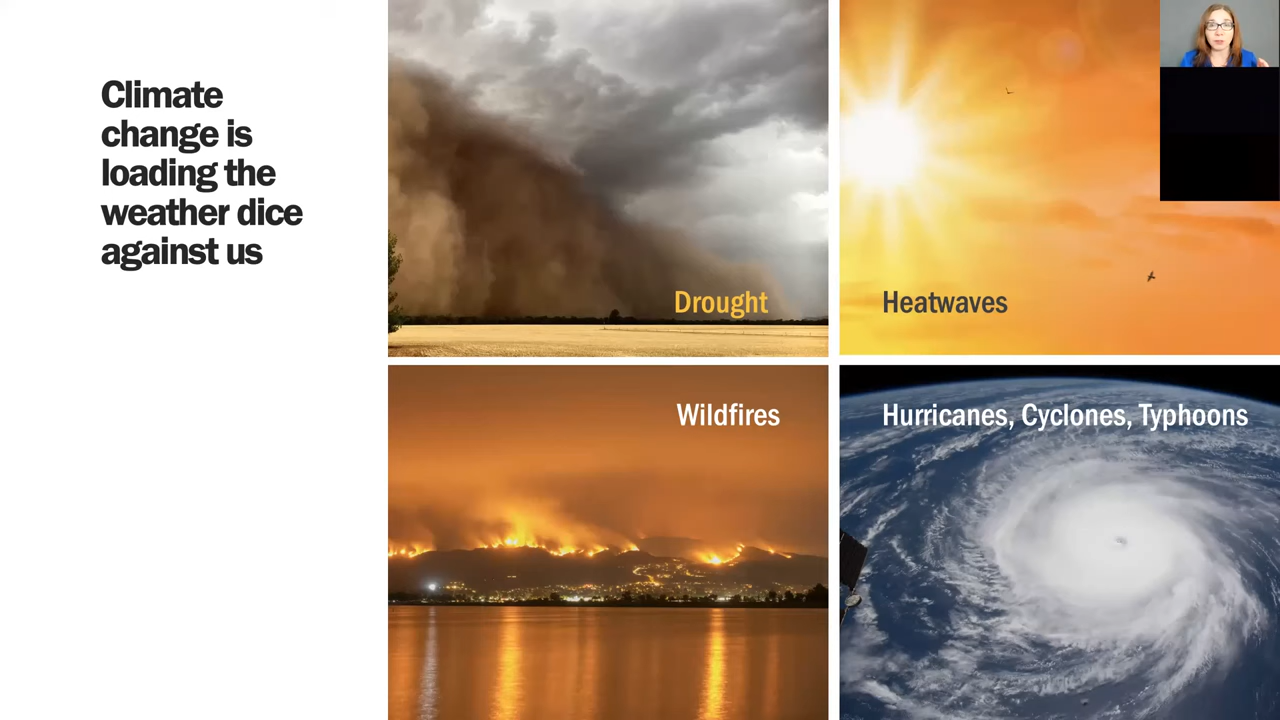 Climate
change is
loading the
weather dice
against us
Drought
Heatwaves
Wildfires
Hurricanes, Cyclones, Typhoons